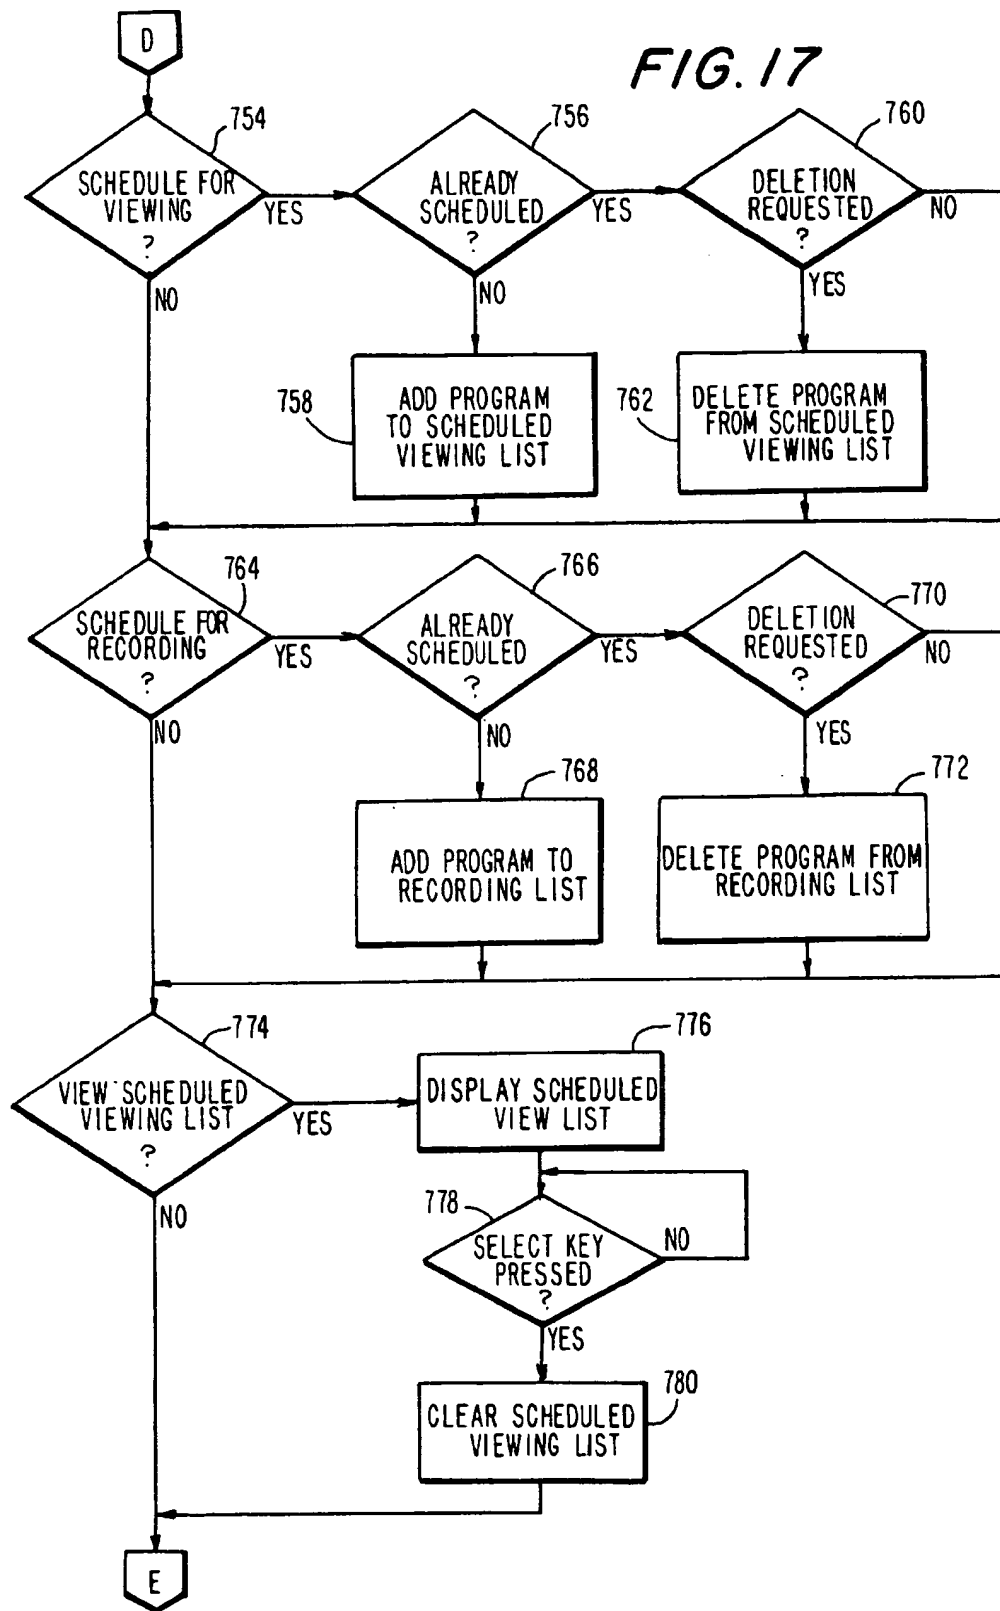 D
FIG. 17
754
SCHEDULE FOR
VIEWING
?
YES
NO
756
ALREADY
SCHEDULED
?
YES
NO
760
DELETION
REQUESTED
?
NO
YES
758
ADD PROGRAM
TO SCHEDULED
VIEWING LIST
762
DELETE PROGRAM
FROM SCHEDULED
VIEWING LIST
764
SCHEDULE FOR
RECORDING
?
YES
NO
766
ALREADY
SCHEDULED
?
YES
NO
770
DELETION
REQUESTED
?
NO
YES
768
ADD PROGRAM TO
RECORDING LIST
772
DELETE PROGRAM FROM
RECORDING LIST
774
VIEW SCHEDULED
VIEWING LIST
?
YES
NO
776
DISPLAY SCHEDULED
VIEW LIST
778
SELECT KEY
PRESSED
?
NO
YES
780
CLEAR SCHEDULED
VIEWING LIST
E